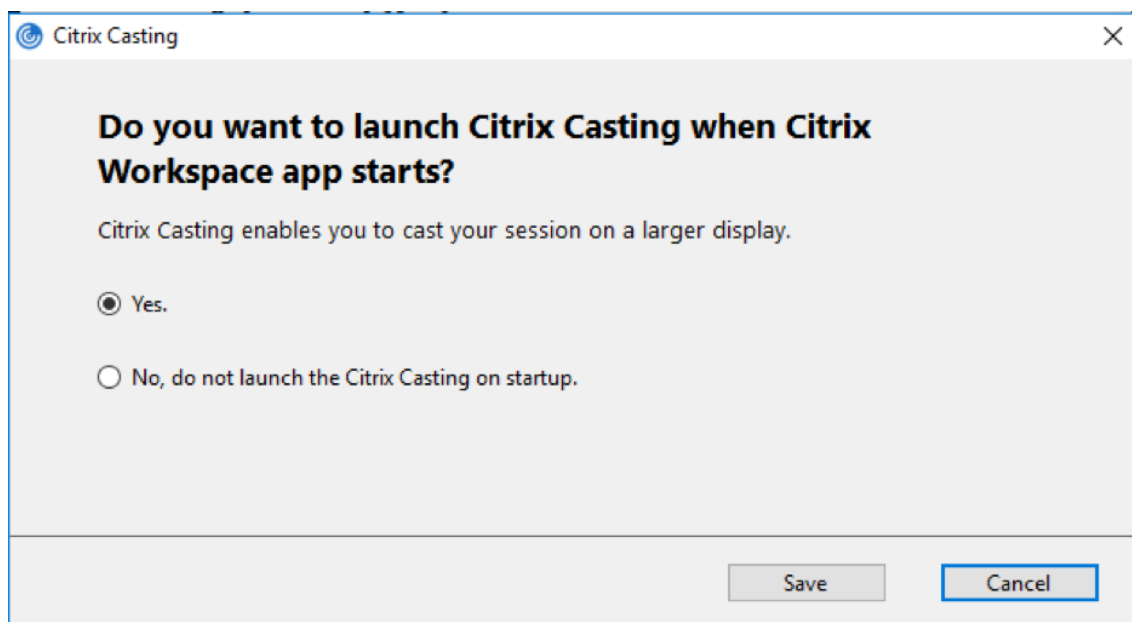 Citrix Casting
Do you want to launch Citrix Casting when Citrix
Workspace app starts?
Citrix Casting enables you to cast your session on a larger display.
Yes.
No, do not launch the Citrix Casting on startup.
Save
Cancel